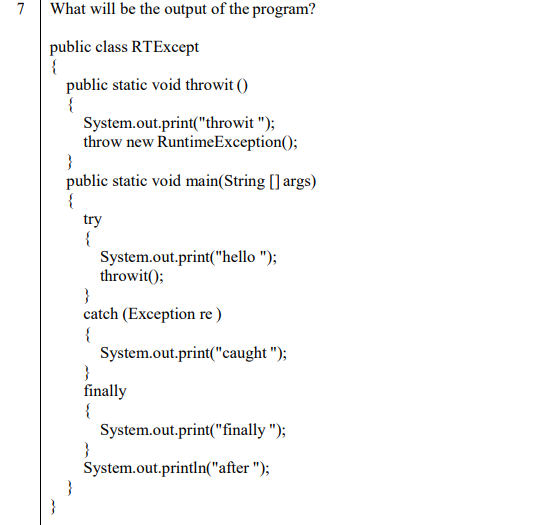 7 What will be the output of the program?
public class RTExcept
{
public static void throwit ()
{
System.out.print("throwit ");
throw new RuntimeException();
}
public static void main(String [] args)
{
try
{
System.out.print("hello ");
throwit();
}
catch (Exception re )
{
System.out.print("caught ");
}
finally
{
System.out.print("finally ");
}
System.out.println("after ");
}
}